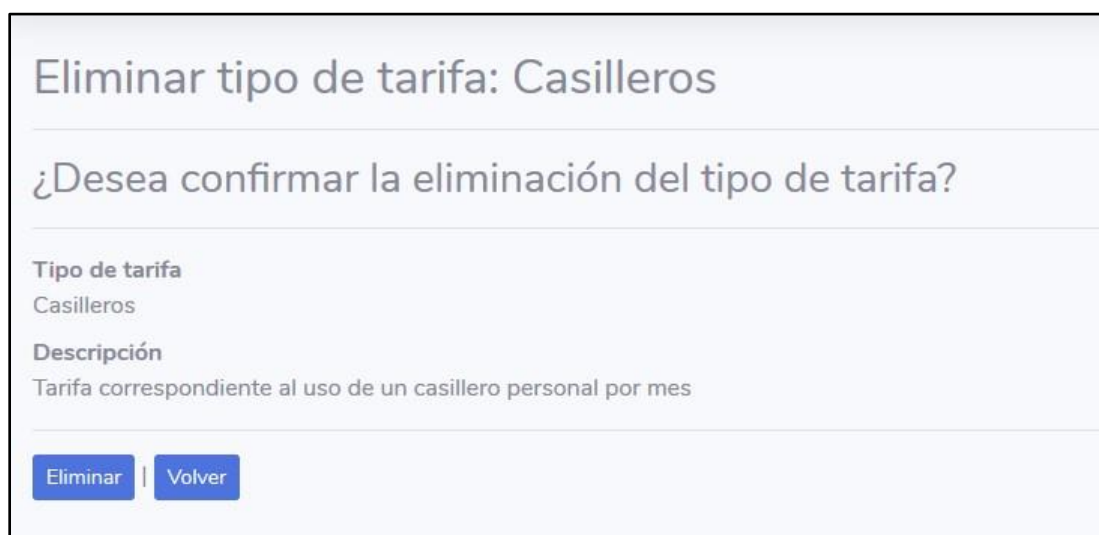 Eliminar tipo de tarifa: Casilleros
¿Desea confirmar la eliminación del tipo de tarifa?
Tipo de tarifa
Casilleros
Descripción
Tarifa correspondiente al uso de un casillero personal por mes
Eliminar | Volver